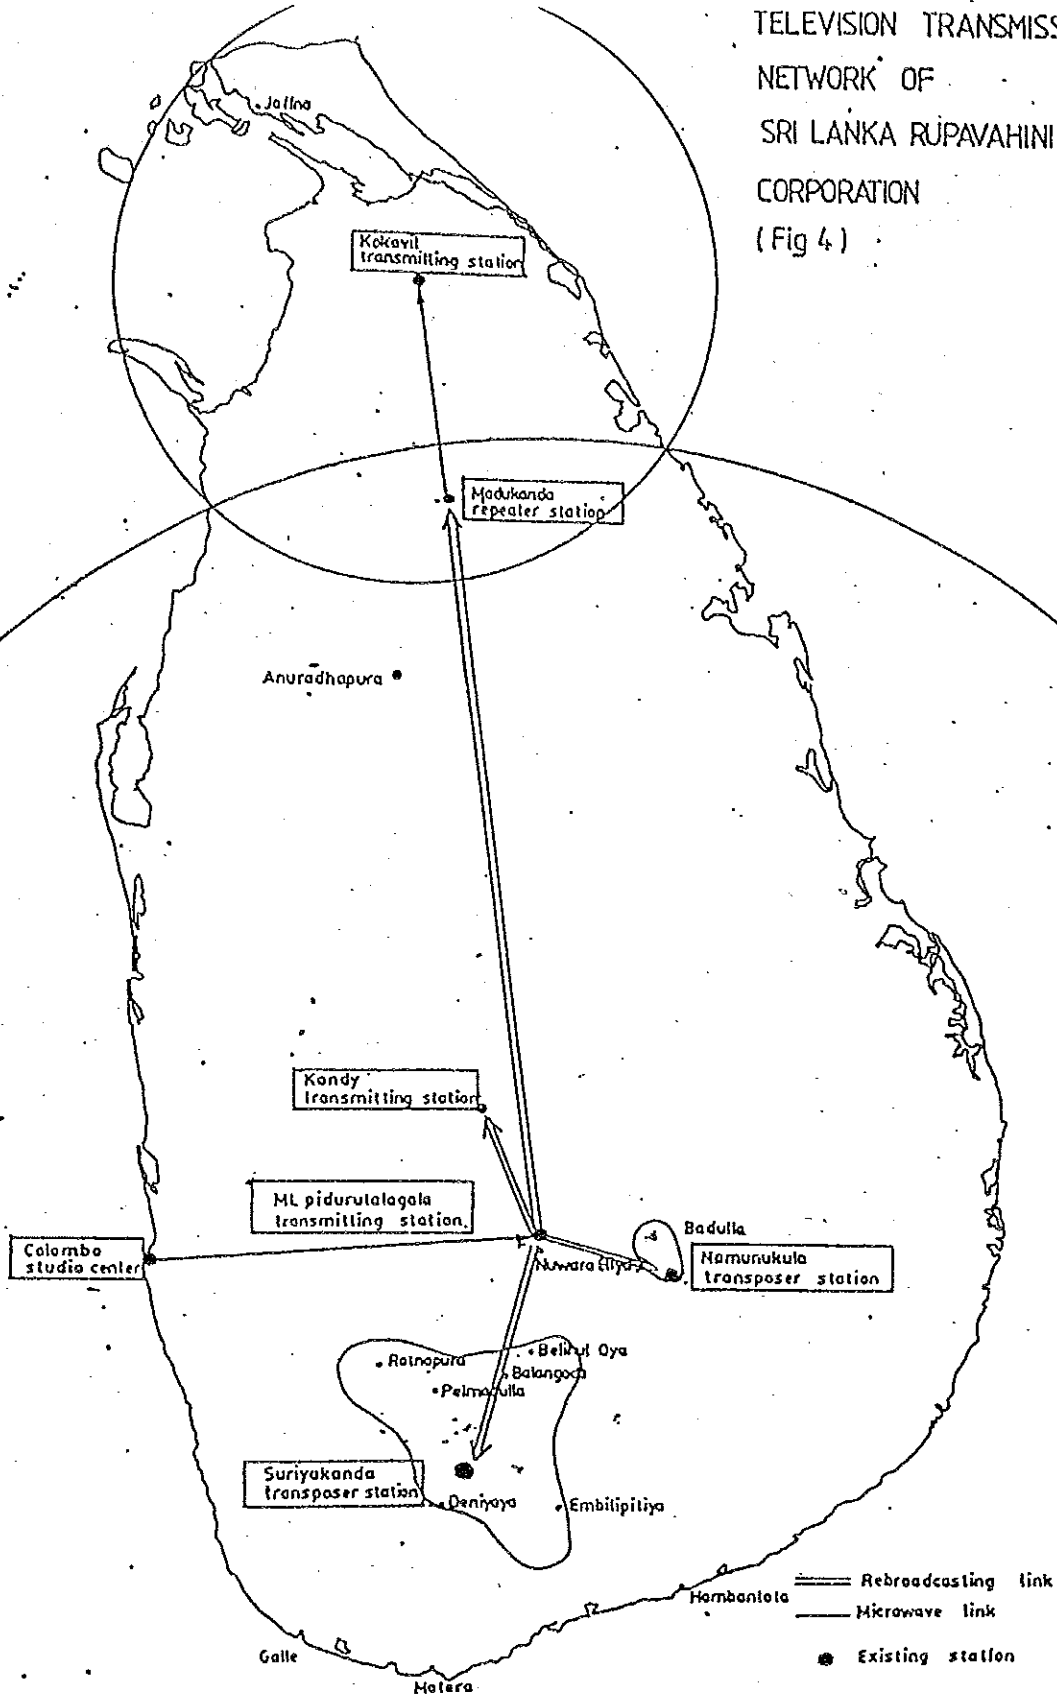 TELEVISION TRANSMISS
NETWORK OF
SRI LANKA RUPAVAHINI
CORPORATION
(Fig 4)
Jaffna
Kokavil
transmitting station
Madukanda
repeater station
Anuradhapura
Kandy
transmitting station
Mt. pidurutalagala
transmitting station
Colombo
studio center
Nuwara Eliya
Badulla
Namunukula
transposer station
Ratnapura
Belihul Oya
Balangoda
Pelmadulla
Suriyakanda
transposer station
Deniyaya
Embilipitiya
Hambantota
Galle
Matera
Rebroadcasting link
Microwave link
Existing station